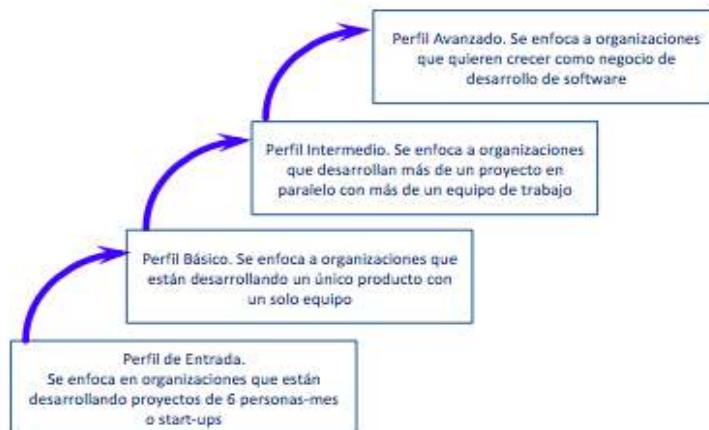 Perfil Avanzado. Se enfoca a organizaciones
que quieren crecer como negocio de
desarrollo de software
Perfil Intermedio. Se enfoca a organizaciones
que desarrollan más de un proyecto en
paralelo con más de un equipo de trabajo
Perfil Básico. Se enfoca a organizaciones que
están desarrollando un único producto con
un solo equipo
Perfil de Entrada.
Se enfoca en organizaciones que están
desarrollando proyectos de 6 personas-mes
o start-ups